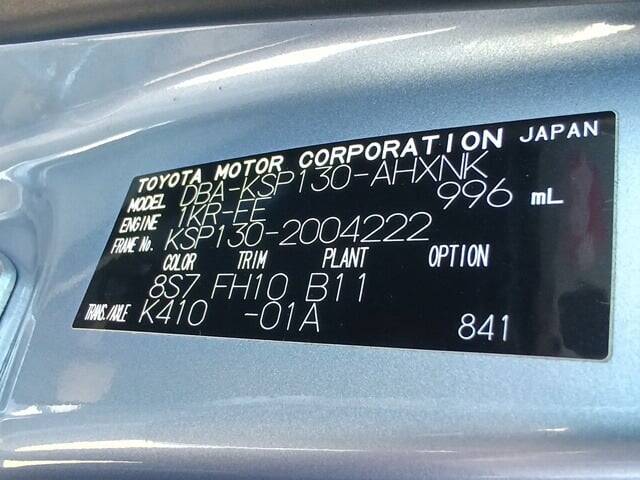 TOYOTA MOTOR CORPORATION JAPAN
MODEL DBA-KSP130-AHXNK
ENGINE 1KR-FE 996 mL
FRAME No. KSP130-2004222
COLOR TRIM PLANT OPTION
8S7 FH10 B11
TRANS./AXLE K410 -01A 841